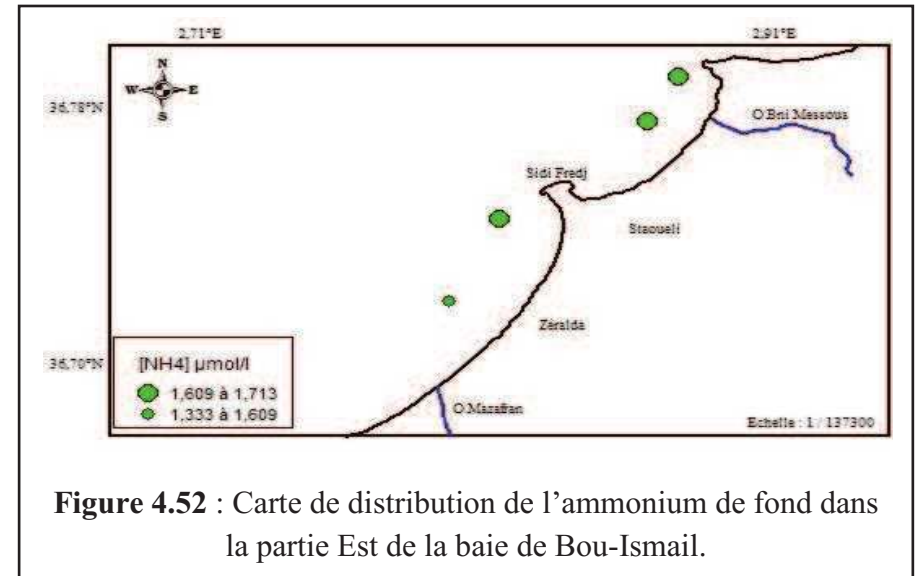 2,71°E 2,91°E
N
W E
S
36,78°N
O.Bni Messous
Sidi Fredj
Staoueli
Zeralda
36,70°N
[NH4] µmol/l
1,609 à 1,713
1,333 à 1,609
O.Mazafran
Echelle : 1 / 137300
Figure 4.52 : Carte de distribution de l’ammonium de fond dans
la partie Est de la baie de Bou-Ismail.